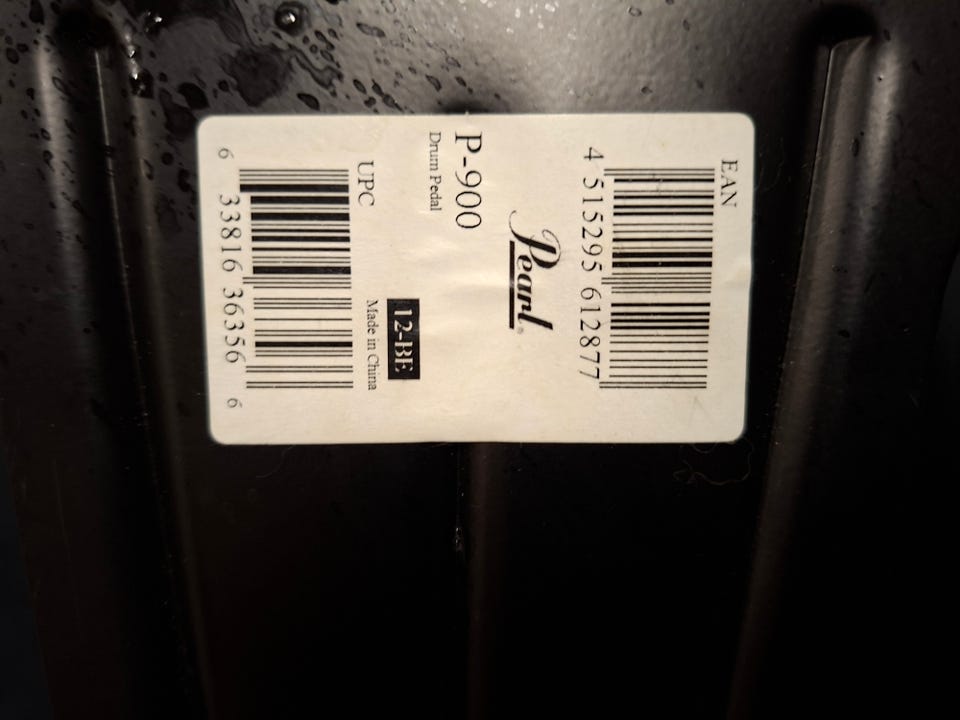 EAN
4 515295 612877
Pearl®
P-900
Drum Pedal
12-BE
Made in China
UPC
6 33816 36356 6